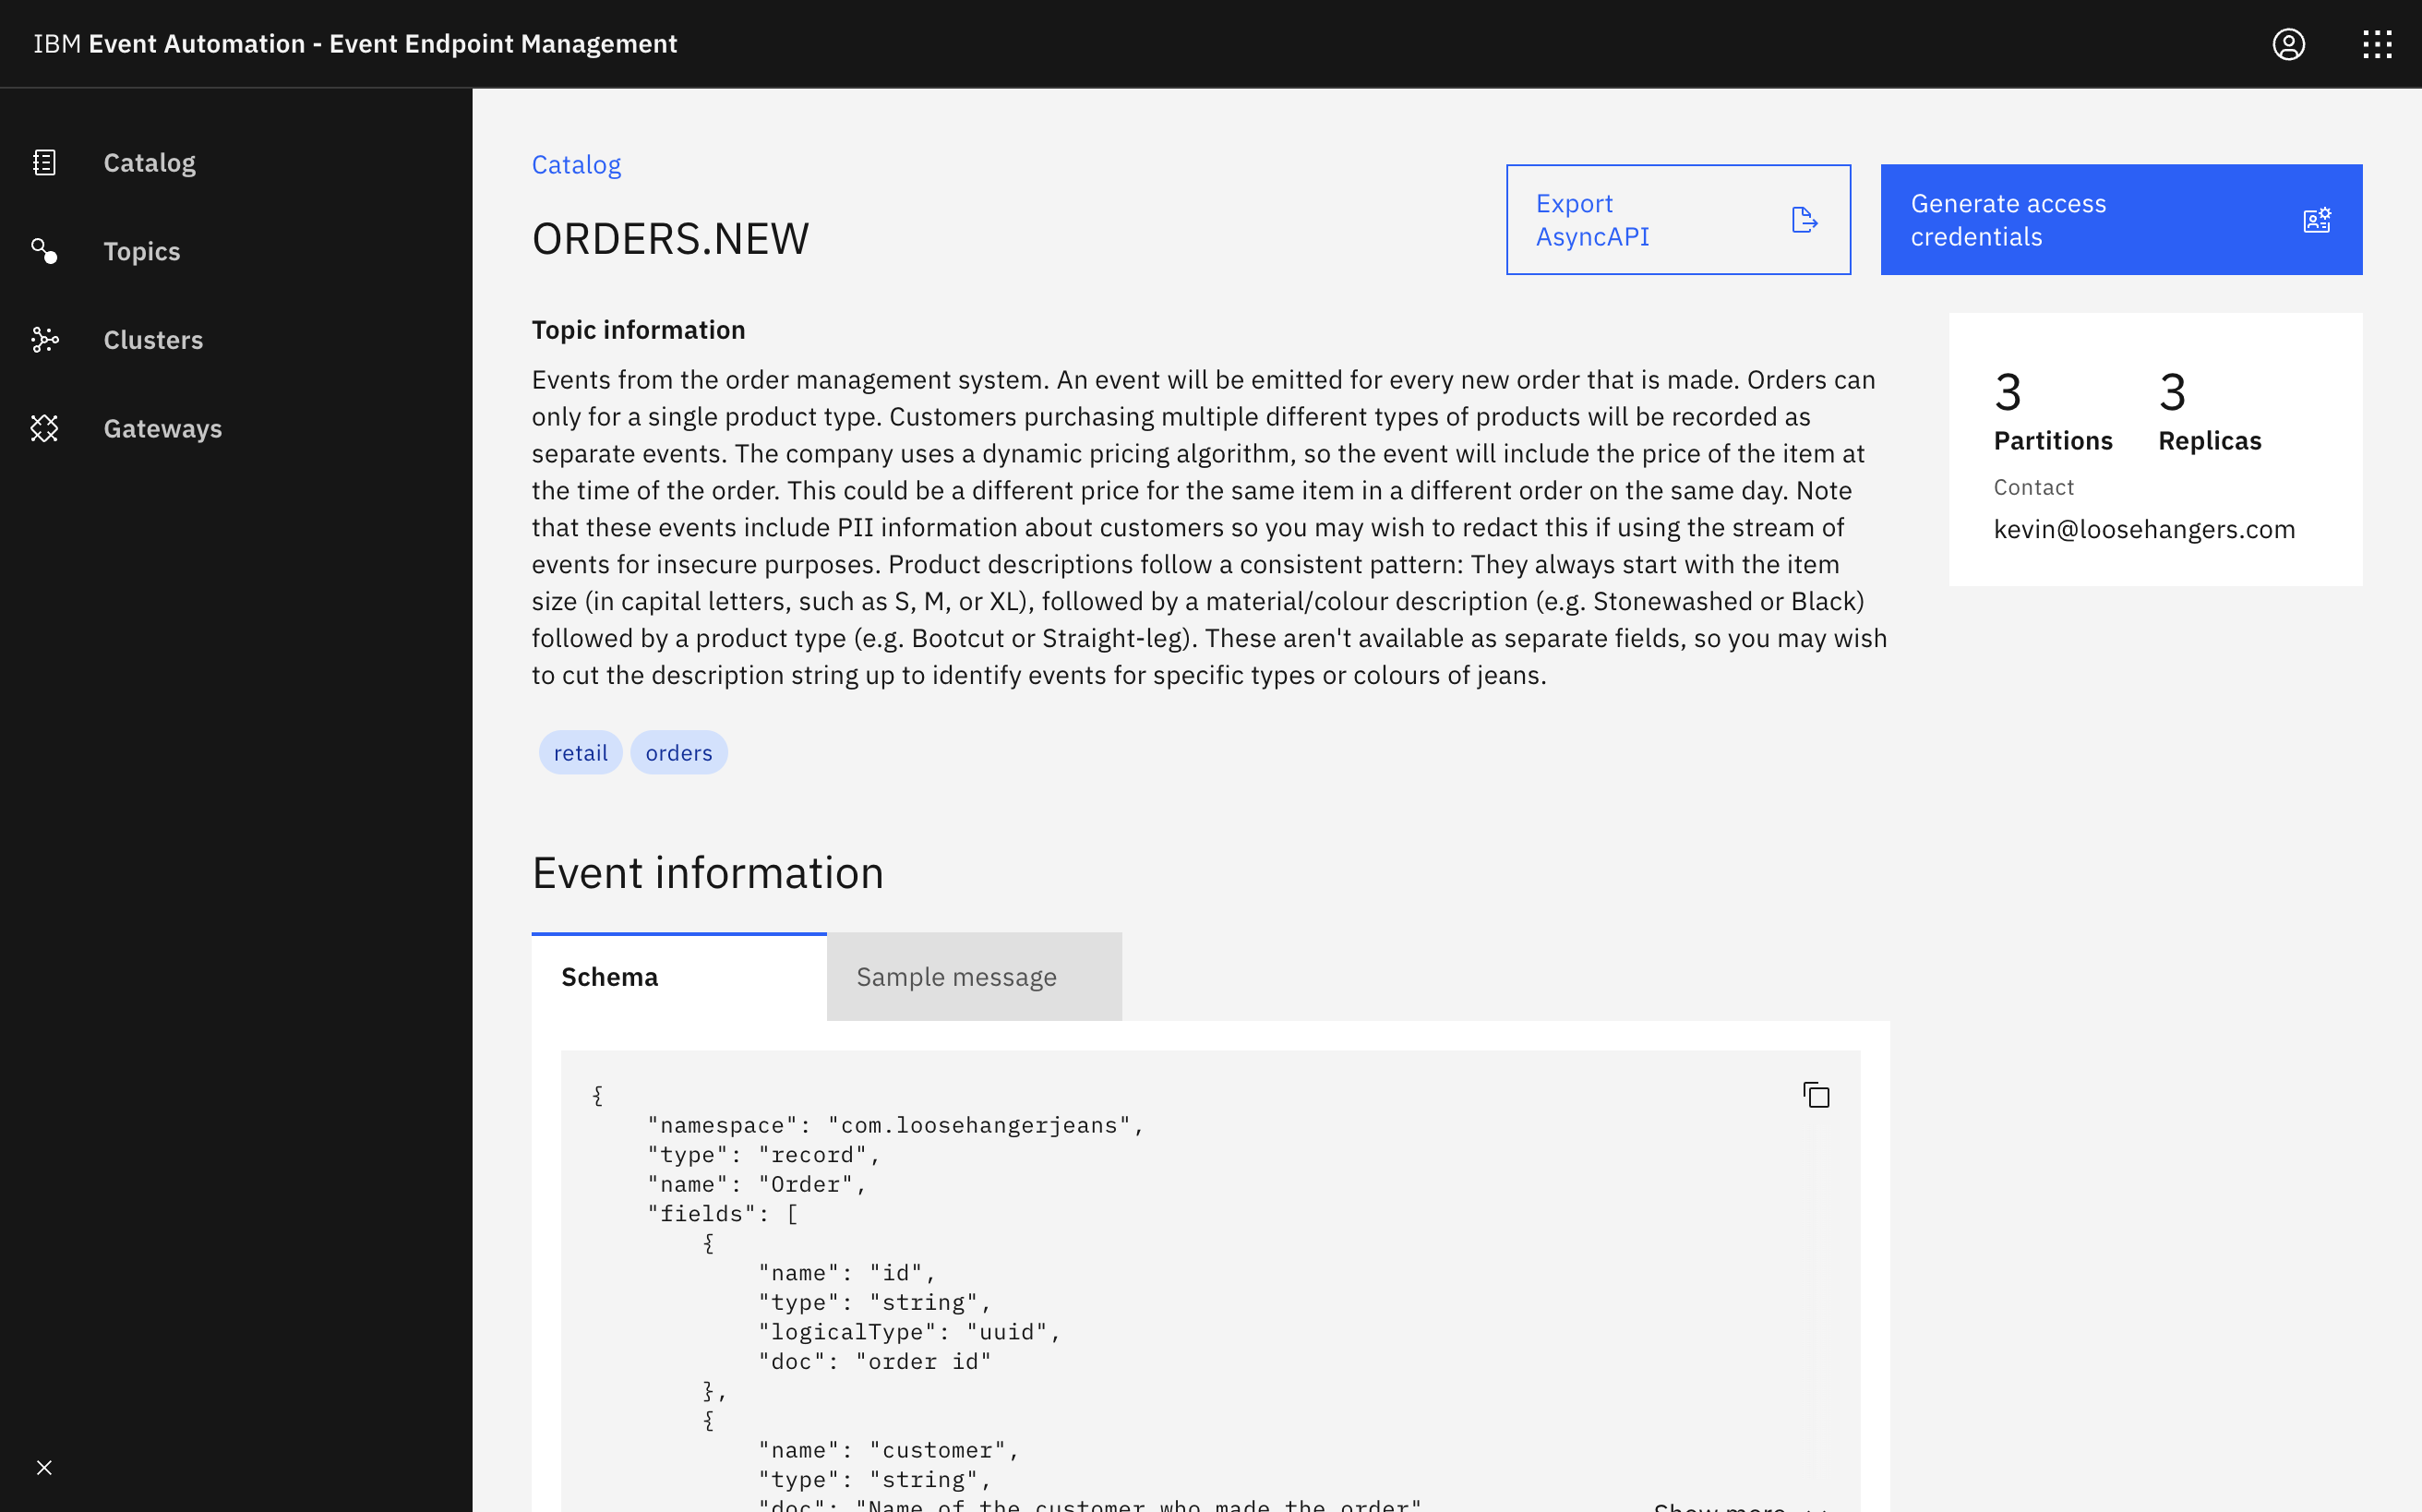 IBM Event Automation - Event Endpoint Management
Catalog
Topics
Clusters
Gateways
Catalog
ORDERS.NEW
Export
AsyncAPI
Generate access
credentials
Topic information
Events from the order management system. An event will be emitted for every new order that is made. Orders can
only for a single product type. Customers purchasing multiple different types of products will be recorded as
separate events. The company uses a dynamic pricing algorithm, so the event will include the price of the item at
the time of the order. This could be a different price for the same item in a different order on the same day. Note
that these events include PII information about customers so you may wish to redact this if using the stream of
events for insecure purposes. Product descriptions follow a consistent pattern: They always start with the item
size (in capital letters, such as S, M, or XL), followed by a material/colour description (e.g. Stonewashed or Black)
followed by a product type (e.g. Bootcut or Straight-leg). These aren't available as separate fields, so you may wish
to cut the description string up to identify events for specific types or colours of jeans.
3 3
Partitions Replicas
Contact
kevin@loosehangers.com
retail orders
Event information
Schema Sample message
{
"namespace": "com.loosehangerjeans",
"type": "record",
"name": "Order",
"fields": [
{
"name": "id",
"type": "string",
"logicalType": "uuid",
"doc": "order id"
},
{
"name": "customer",
"type": "string",
"doc": "Name of the customer who made the order"
Show more